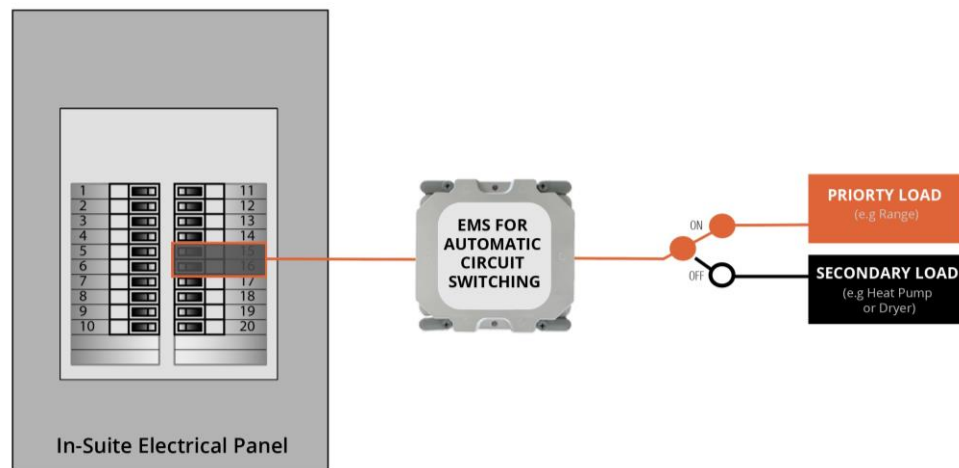 1
2
3
4
5
6
7
8
9
10
11
12
13
14
15
16
17
18
19
20
In-Suite Electrical Panel
EMS FOR
AUTOMATIC
CIRCUIT
SWITCHING
ON
OFF
PRIORTY LOAD
(e.g Range)
SECONDARY LOAD
(e.g Heat Pump
or Dryer)